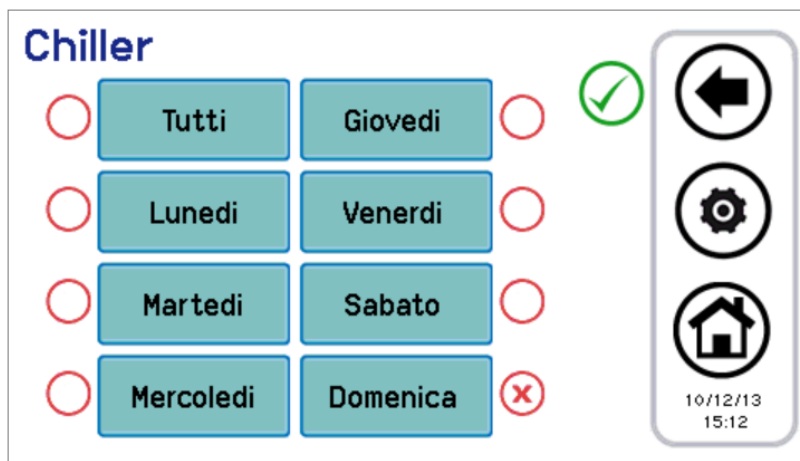 Chiller
Tutti
Giovedi
Lunedi
Venerdi
Martedi
Sabato
Mercoledi
Domenica
10/12/13
15:12